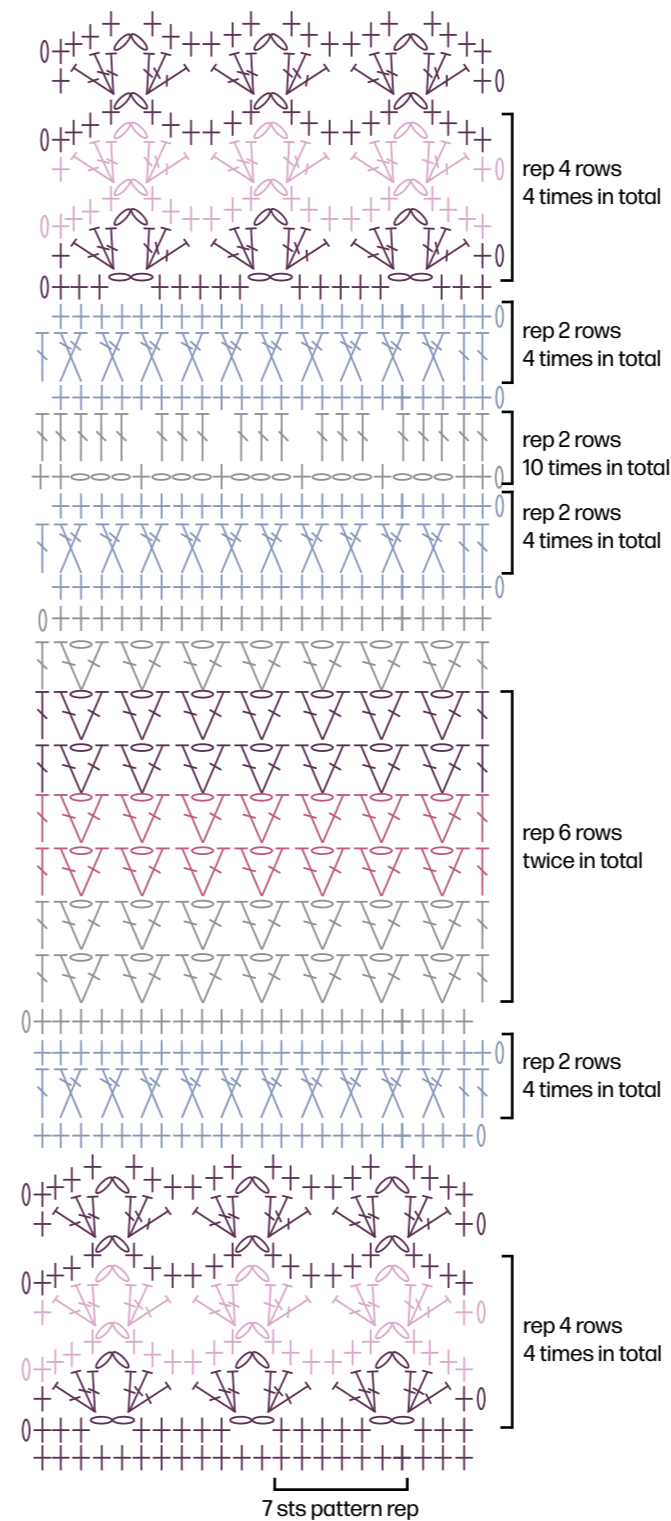 rep 4 rows
4 times in total
rep 2 rows
4 times in total
rep 2 rows
10 times in total
rep 2 rows
4 times in total
rep 6 rows
twice in total
rep 2 rows
4 times in total
rep 4 rows
4 times in total
7 sts pattern rep